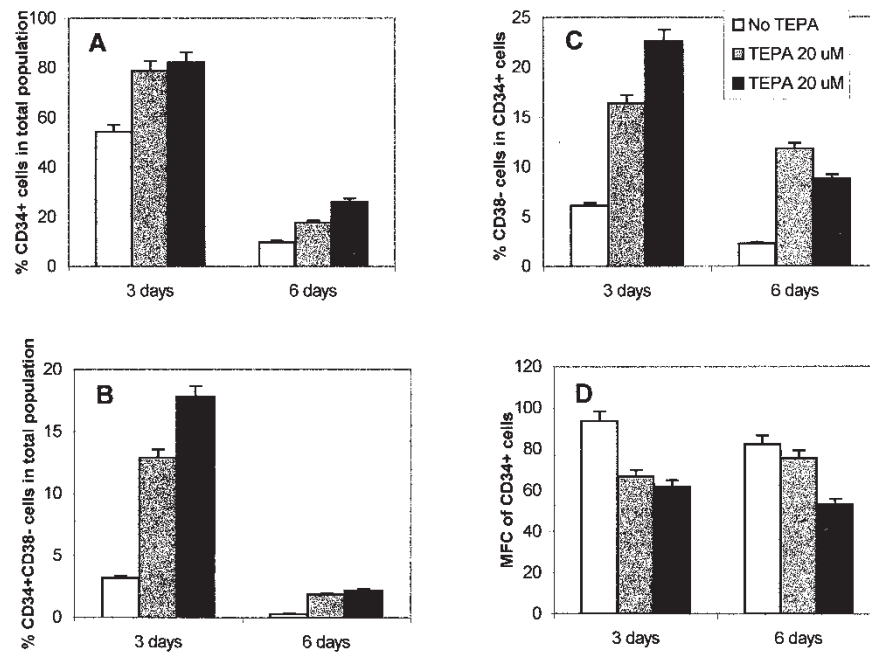 A
% CD34+ cells in total population
100
80
60
40
20
0
3 days
6 days
C
% CD38- cells in CD34+ cells
25
20
15
10
5
0
3 days
6 days
No TEPA
TEPA 20 uM
TEPA 20 uM
B
% CD34+CD38- cells in total population
20
15
10
5
0
3 days
6 days
D
MFC of CD34+ cells
120
100
80
60
40
20
0
3 days
6 days